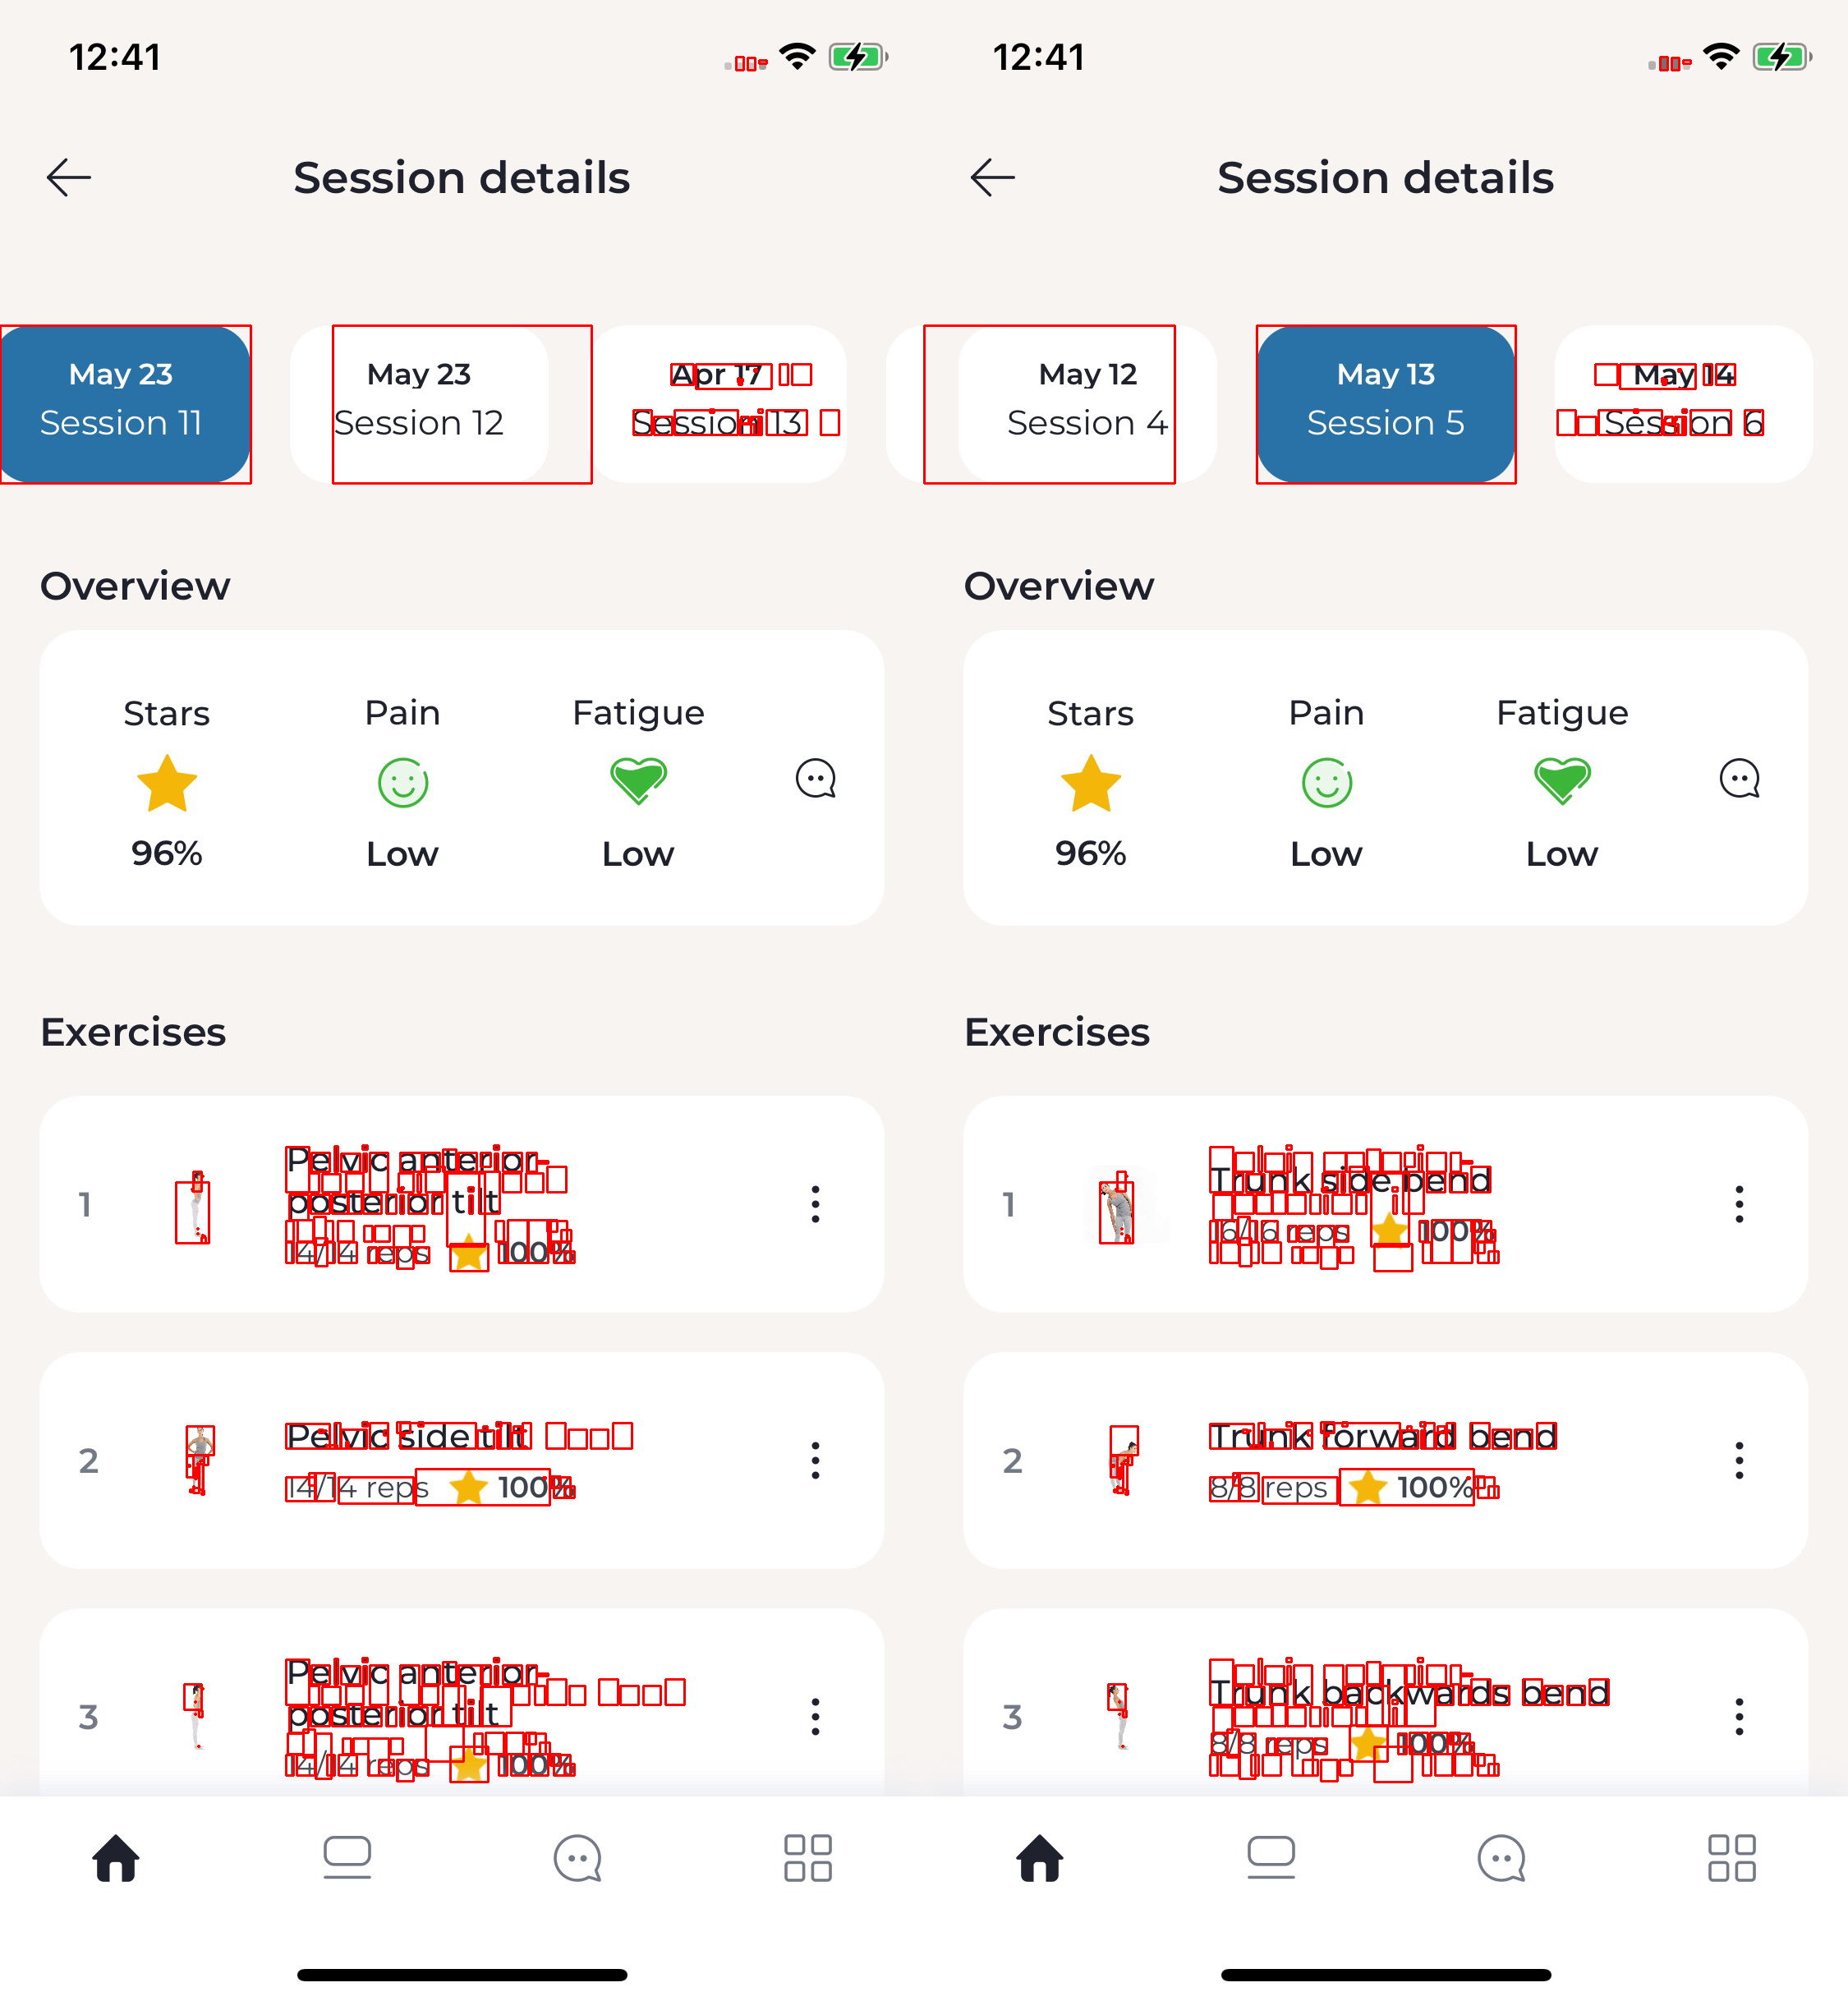 12:41
Session details
May 23
Session 11
May 23
Session 12
Apr 17
Session 13
Overview
Stars
Pain
Fatigue
96%
Low
Low
Exercises
1
Pelvic anterior-
posterior tilt
14/14 reps 100%
2
Pelvic side tilt
14/14 reps 100%
3
Pelvic anterior-
posterior tilt
14/14 reps 100%
12:41
Session details
May 12
Session 4
May 13
Session 5
May 14
Session 6
Overview
Stars
Pain
Fatigue
96%
Low
Low
Exercises
1
Trunk side bend
16/16 reps 100%
2
Trunk forward bend
8/8 reps 100%
3
Trunk backwards bend
8/8 reps 100%